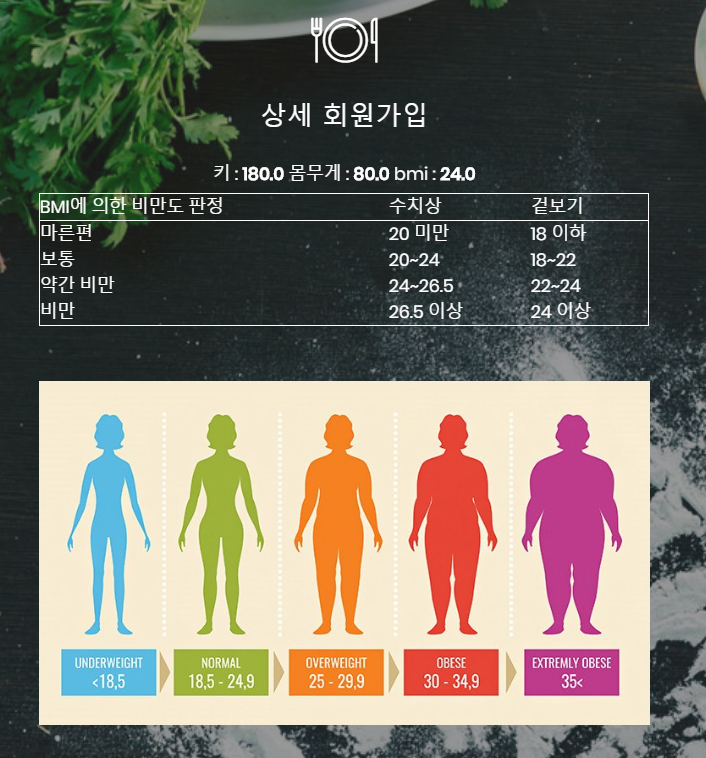 상세 회원가입
키 : 180.0 몸무게 : 80.0 bmi : 24.0
BMI에 의한 비만도 판정 수치상 겉보기
마른편 20 미만 18 이하
보통 20~24 18~22
약간 비만 24~26.5 22~24
비만 26.5 이상 24 이상
UNDERWEIGHT NORMAL OVERWEIGHT OBESE EXTREMLY OBESE
<18,5 18,5 - 24,9 25 - 29,9 30 - 34,9 35<